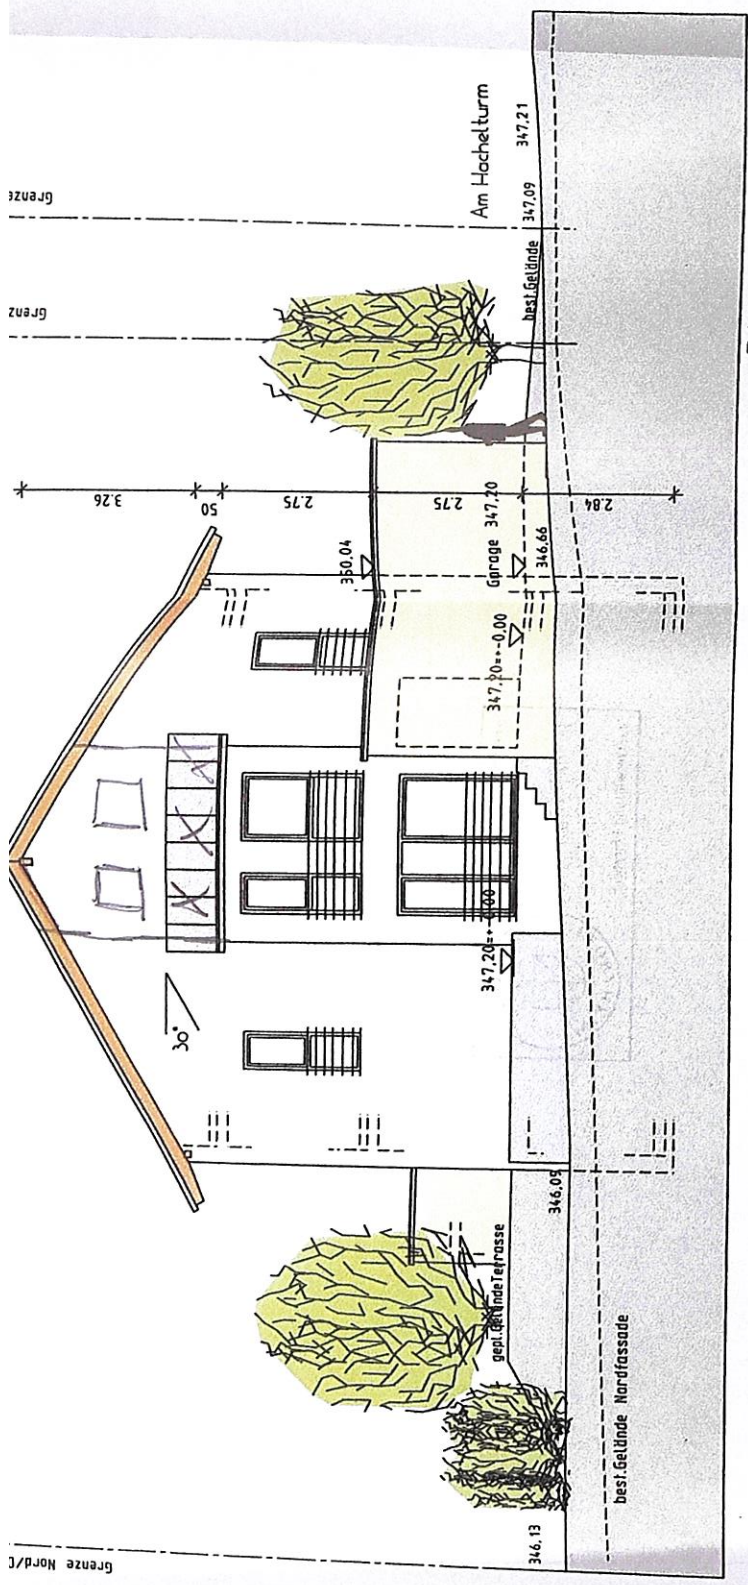 Grenze
Grenze
Grenze Nord/
Am Hachelturm
347,21
347,09
best.Gelände
3.26
50
2.75
2.75
2.84
350,04
Garage
347,20
346,66
347,20=+-0,00
347,20=+-0,00
30°
346,09
gepl.Gelände Terrasse
best.Gelände Nordfassade
346,13